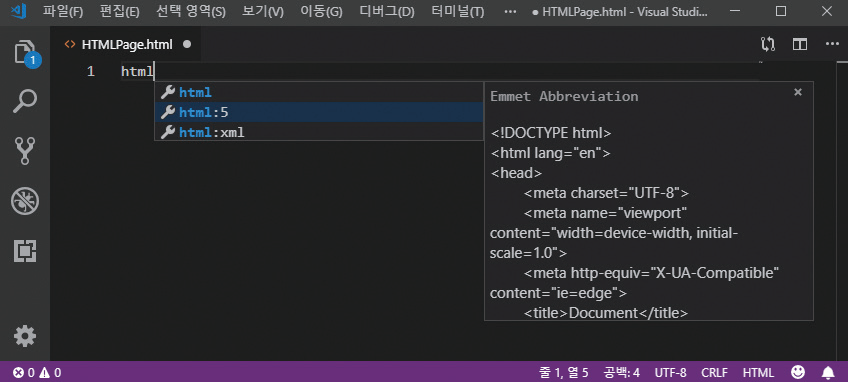 파일(F) 편집(E) 선택 영역(S) 보기(V) 이동(G) 디버그(D) 터미널(T) ··· ● HTMLPage.html - Visual Studi...
HTMLPage.html ●
1
1 html
html
html:5
html:xml
Emmet Abbreviation
<!DOCTYPE html>
<html lang="en">
<head>
<meta charset="UTF-8">
<meta name="viewport"
content="width=device-width, initial-
scale=1.0">
<meta http-equiv="X-UA-Compatible"
content="ie=edge">
<title>Document</title>
0 0 줄 1, 열 5 공백: 4 UTF-8 CRLF HTML